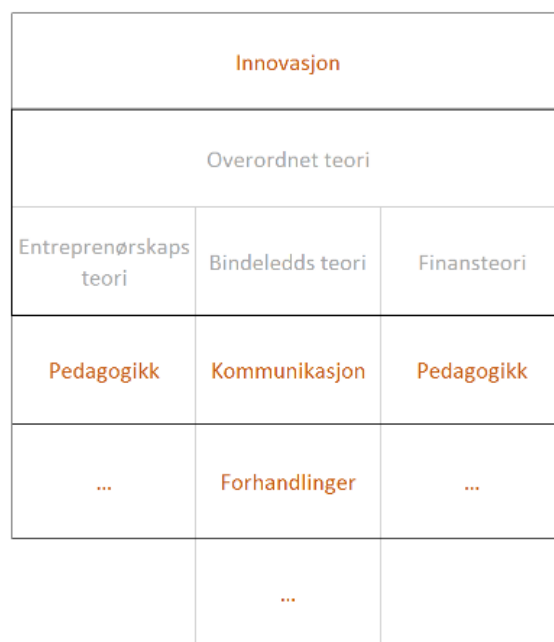 Innovasjon
Overordnet teori
Entreprenørskaps
teori
Bindeledds teori
Finansteori
Pedagogikk
Kommunikasjon
Pedagogikk
...
Forhandlinger
...
...